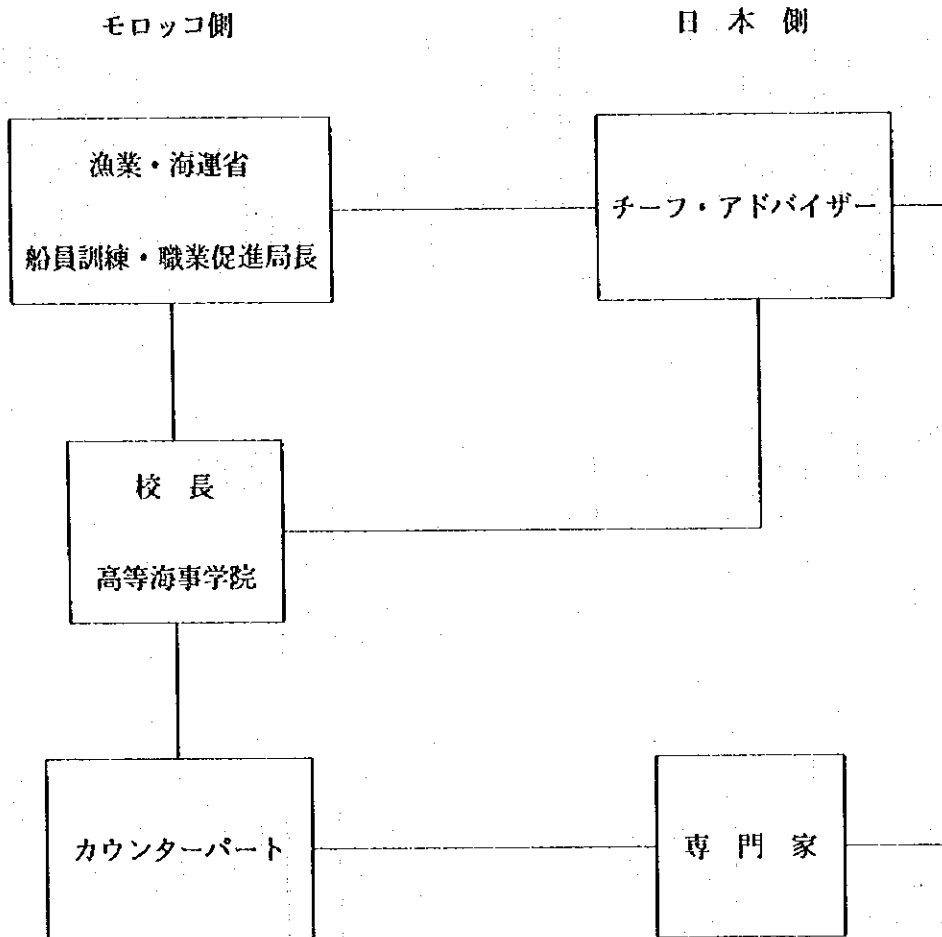 モロッコ側
日本側
漁業・海運省
船員訓練・職業促進局長
チーフ・アドバイザー
校長
高等海事学院
カウンターパート
専門家